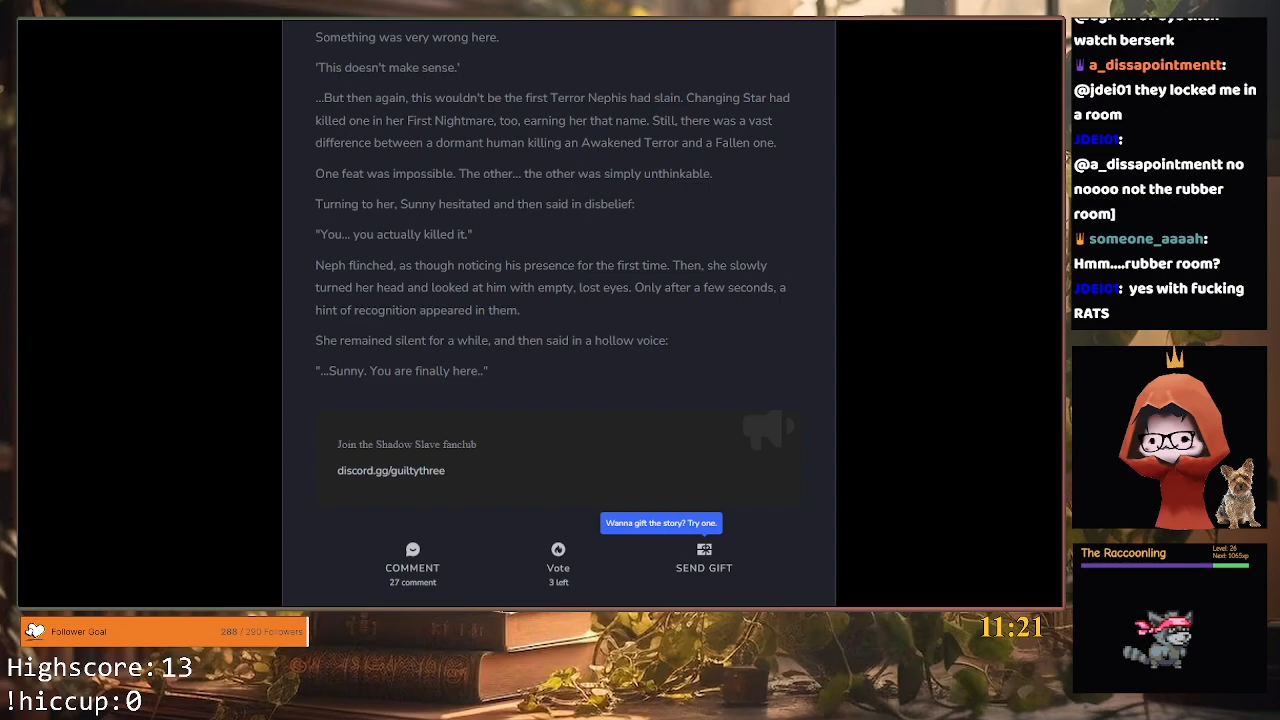 Something was very wrong here.
'This doesn't make sense.'
...But then again, this wouldn't be the first Terror Nephis had slain. Changing Star had
killed one in her First Nightmare, too, earning her that name. Still, there was a vast
difference between a dormant human killing an Awakened Terror and a Fallen one.
One feat was impossible. The other... the other was simply unthinkable.
Turning to her, Sunny hesitated and then said in disbelief:
"You... you actually killed it."
Neph flinched, as though noticing his presence for the first time. Then, she slowly
turned her head and looked at him with empty, lost eyes. Only after a few seconds, a
hint of recognition appeared in them.
She remained silent for a while, and then said in a hollow voice:
"...Sunny. You are finally here.."
Join the Shadow Slave fanclub
discord.gg/guiltythree
Wanna gift the story? Try one.
COMMENT
27 comment
Vote
3 left
SEND GIFT
watch berserk
a_dissapointmentt:
@jdei01 they locked me in
a room
JDEI01:
@a_dissapointmentt no
noooo not the rubber
room]
someone_aaaah:
Hmm....rubber room?
JDEI01: yes with fucking
RATS
The Raccoonling
Level: 26
Next: 1065xp
Follower Goal
288 / 290 Followers
11:21
Highscore:13
!hiccup:0